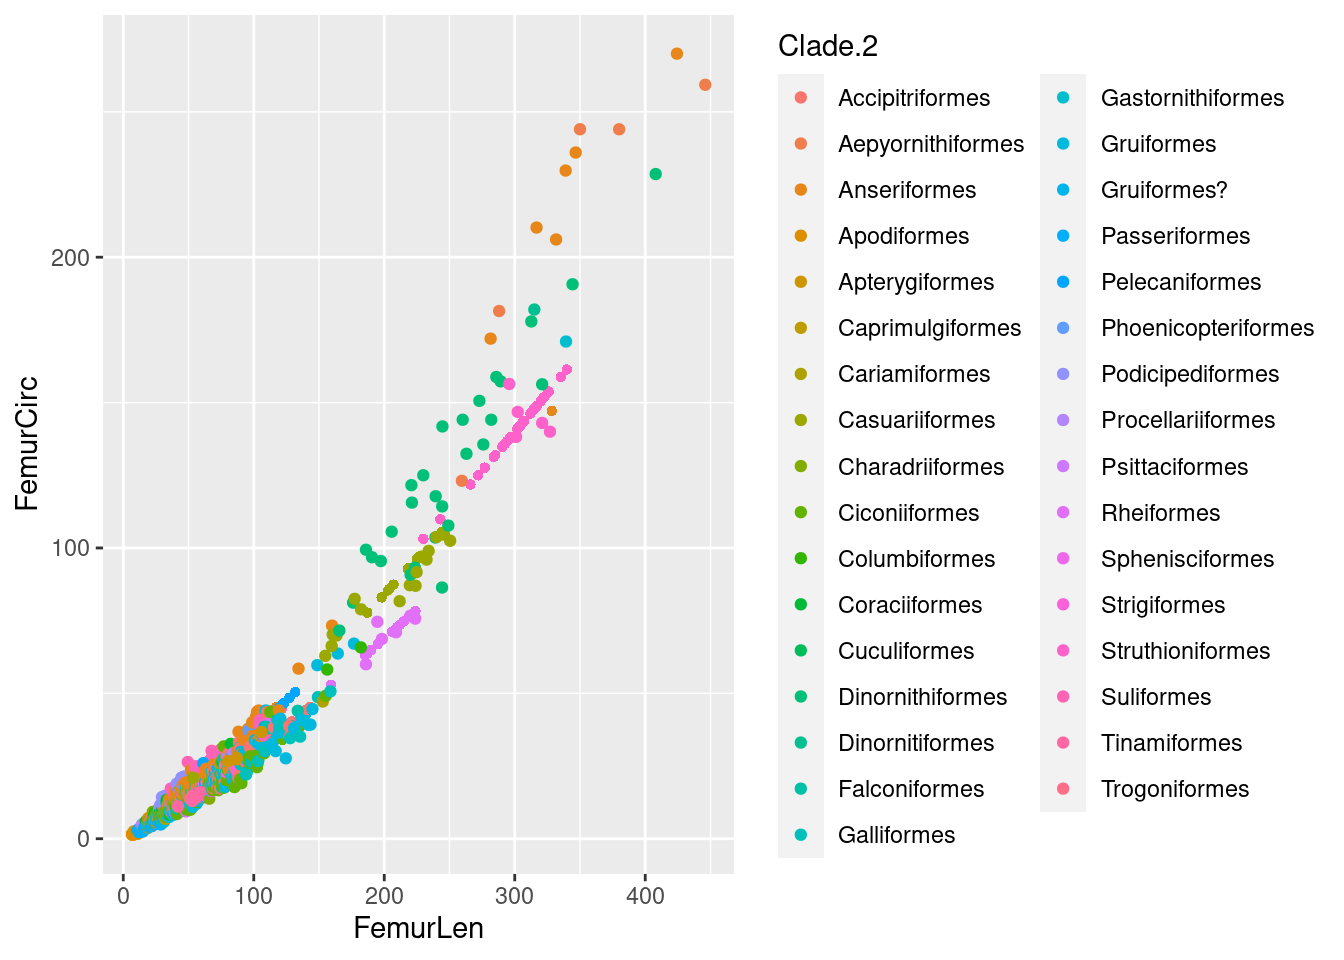 FemurCirc
200
100
0
0 100 200 300 400
FemurLen
Clade.2
Accipitriformes
Aepyornithiformes
Anseriformes
Apodiformes
Apterygiformes
Caprimulgiformes
Cariamiformes
Casuariiformes
Charadriiformes
Ciconiiformes
Columbiformes
Coraciiformes
Cuculiformes
Dinornithiformes
Dinornitiformes
Falconiformes
Galliformes
Gastornithiformes
Gruiformes
Gruiformes?
Passeriformes
Pelecaniformes
Phoenicopteriformes
Podicipediformes
Procellariiformes
Psittaciformes
Rheiformes
Sphenisciformes
Strigiformes
Struthioniformes
Suliformes
Tinamiformes
Trogoniformes